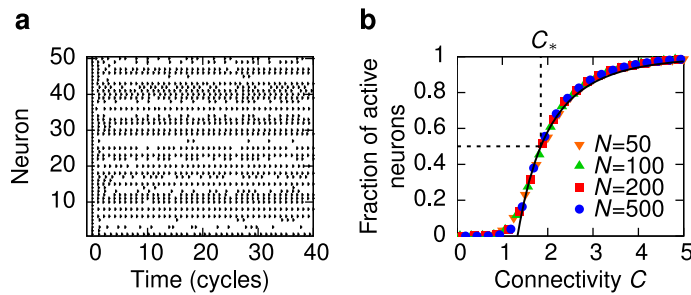 a
50
40
30
20
10
Neuron
0
10
20
30
40
Time (cycles)
b
C*
1
0.8
0.6
0.4
0.2
0
Fraction of active
neurons
N=50
N=100
N=200
N=500
0
1
2
3
4
5
Connectivity C